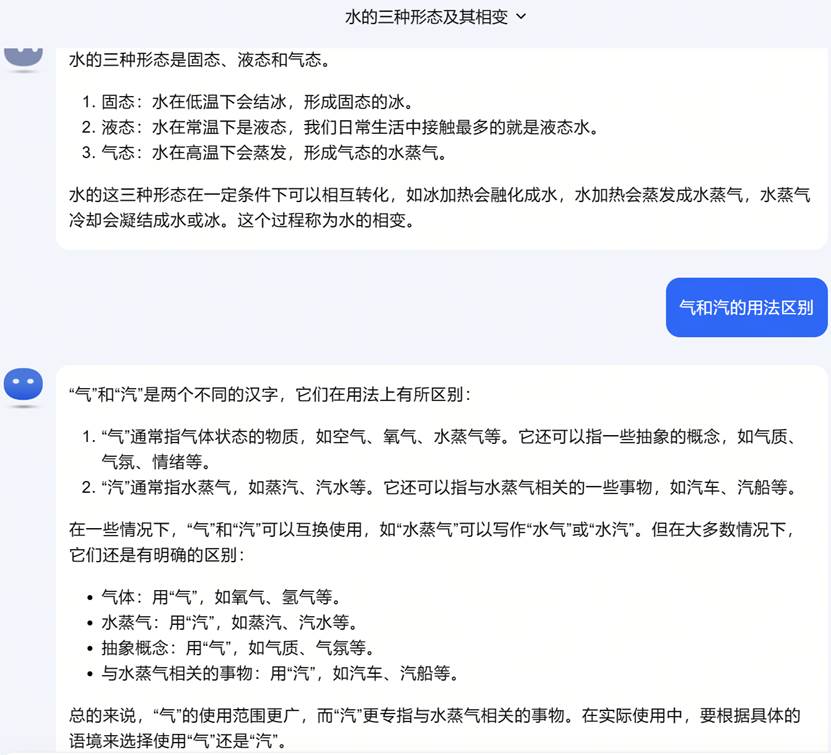 水的三种形态及其相变
水的三种形态是固态、液态和气态。
1. 固态：水在低温下会结冰，形成固态的冰。
2. 液态：水在常温下是液态，我们日常生活中接触最多的就是液态水。
3. 气态：水在高温下会蒸发，形成气态的水蒸气。
水的这三种形态在一定条件下可以相互转化，如冰加热会融化成水，水加热会蒸发成水蒸气，水蒸气
冷却会凝结成水或冰。这个过程称为水的相变。
气和汽的用法区别
“气”和“汽”是两个不同的汉字，它们在用法上有所区别：
1. “气”通常指气体状态的物质，如空气、氧气、水蒸气等。它还可以指一些抽象的概念，如气质、
气氛、情绪等。
2. “汽”通常指水蒸气，如蒸汽、汽水等。它还可以指与水蒸气相关的一些事物，如汽车、汽船等。
在一些情况下，“气”和“汽”可以互换使用，如“水蒸气”可以写作“水气”或“水汽”。但在大多数情况下，
它们还是有明确的区别：
• 气体：用“气”，如氧气、氢气等。
• 水蒸气：用“汽”，如蒸汽、汽水等。
• 抽象概念：用“气”，如气质、气氛等。
• 与水蒸气相关的事物：用“汽”，如汽车、汽船等。
总的来说，“气”的使用范围更广，而“汽”更专指与水蒸气相关的事物。在实际使用中，要根据具体的
语境来选择使用“气”还是“汽”。